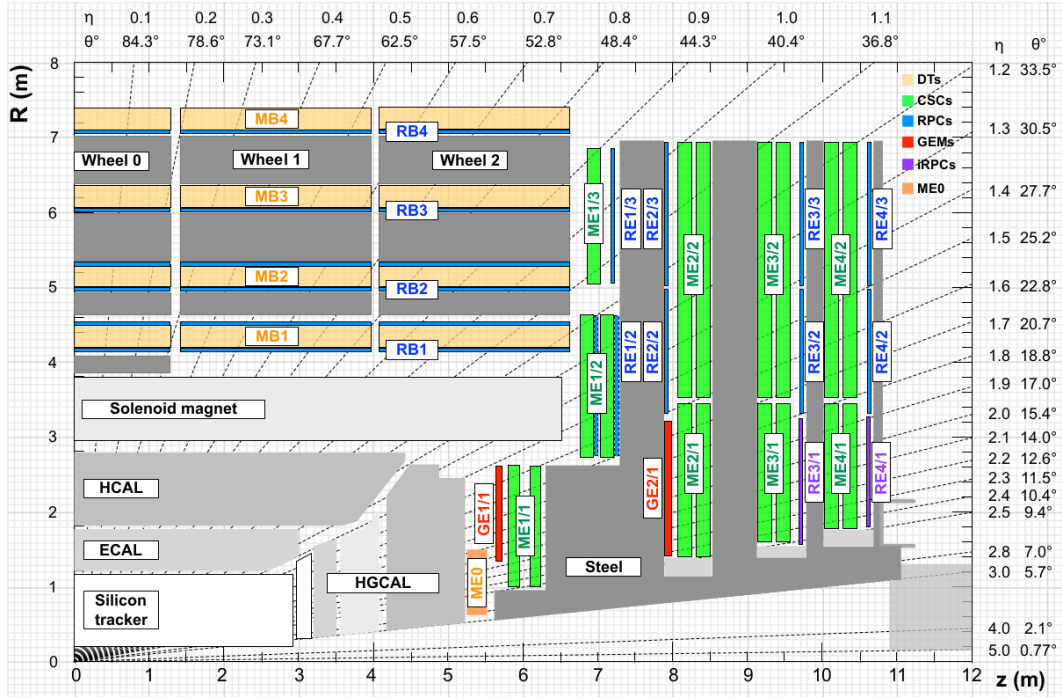 η 0.1 0.2 0.3 0.4 0.5 0.6 0.7 0.8 0.9 1.0 1.1
θ° 84.3° 78.6° 73.1° 67.7° 62.5° 57.5° 52.8° 48.4° 44.3° 40.4° 36.8° η θ°
R (m)
8
7
6
5
4
3
2
1
0
1.2 33.5°
1.3 30.5°
1.4 27.7°
1.5 25.2°
1.6 22.8°
1.7 20.7°
1.8 18.8°
1.9 17.0°
2.0 15.4°
2.1 14.0°
2.2 12.6°
2.3 11.5°
2.4 10.4°
2.5 9.4°
2.8 7.0°
3.0 5.7°
4.0 2.1°
5.0 0.77°
DTs
CSCs
RPCs
GEMs
iRPCs
ME0
MB4
RB4
Wheel 0
Wheel 1
Wheel 2
MB3
RB3
MB2
RB2
MB1
RB1
Solenoid magnet
HCAL
ECAL
Silicon
tracker
HGCAL
Steel
ME0
GE1/1
ME1/1
ME1/2
ME1/3
RE1/3
RE2/3
RE1/2
RE2/2
GE2/1
ME2/2
ME2/1
ME3/2
ME3/1
RE3/3
RE3/2
RE3/1
ME4/2
ME4/1
RE4/3
RE4/2
RE4/1
0 1 2 3 4 5 6 7 8 9 10 11 12
z (m)